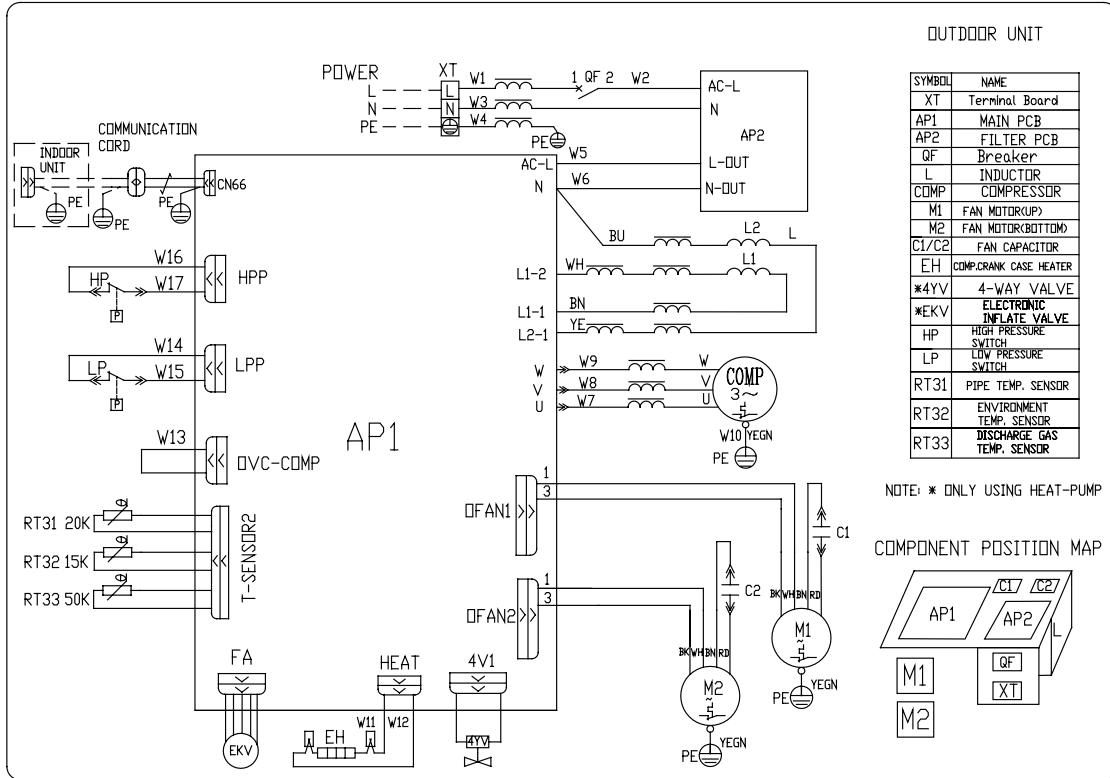 OUTDOOR UNIT
POWER
XT
L
N
PE
L
N
W1
W3
W4
1 QF 2
W2
PE
AC-L
N
AP2
L-OUT
N-OUT
COMMUNICATION
CORD
INDOOR
UNIT
PE
PE
PE
CN66
AC-L
N
W5
W6
BU
L2
L
L1-2
WH
L1
L1-1
BN
L2-1
YE
W16
HP
W17
P
HPP
W14
LP
W15
P
LPP
W13
OVC-COMP
AP1
W
V
U
W9
W8
W7
W
V
U
COMP
3~
W10
YEGN
PE
RT31 20K
RT32 15K
RT33 50K
θ
θ
θ
T-SENSOR2
OFAN1
1
3
OFAN2
1
3
C1
C2
BK WH BN RD
BK WH BN RD
M1
~
M2
~
PE
YEGN
PE
YEGN
FA
EKV
HEAT
W11
W12
EH
4V1
4YV
SYMBOL NAME
XT Terminal Board
AP1 MAIN PCB
AP2 FILTER PCB
QF Breaker
L INDUCTOR
COMP COMPRESSOR
M1 FAN MOTOR(UP)
M2 FAN MOTOR(BOTTOM)
C1/C2 FAN CAPACITOR
EH COMP.CRANK CASE HEATER
*4YV 4-WAY VALVE
*EKV ELECTRONIC
INFLATE VALVE
HP HIGH PRESSURE
SWITCH
LP LOW PRESSURE
SWITCH
RT31 PIPE TEMP. SENSOR
RT32 ENVIRONMENT
TEMP. SENSOR
RT33 DISCHARGE GAS
TEMP. SENSOR
NOTE: * ONLY USING HEAT-PUMP
COMPONENT POSITION MAP
AP1
C1
C2
AP2
L
QF
XT
M1
M2